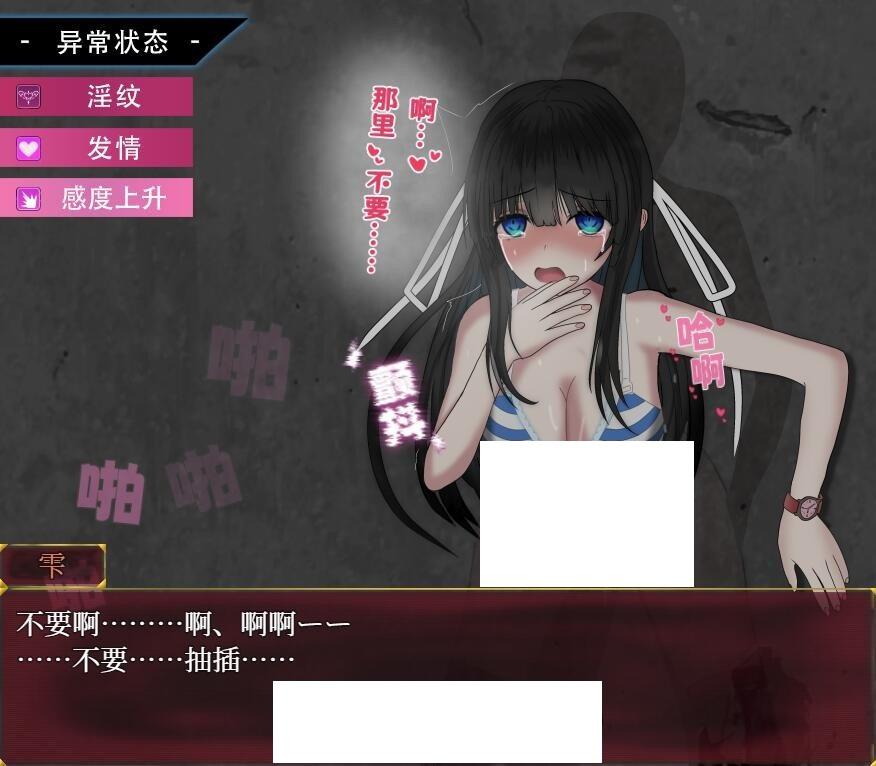 - 异常状态 -
淫纹
发情
感度上升
啊……
那里
不要………
哈啊
颤抖
啪
啪
啪
雫
不要啊………啊、啊啊ーー
……不要……抽插……